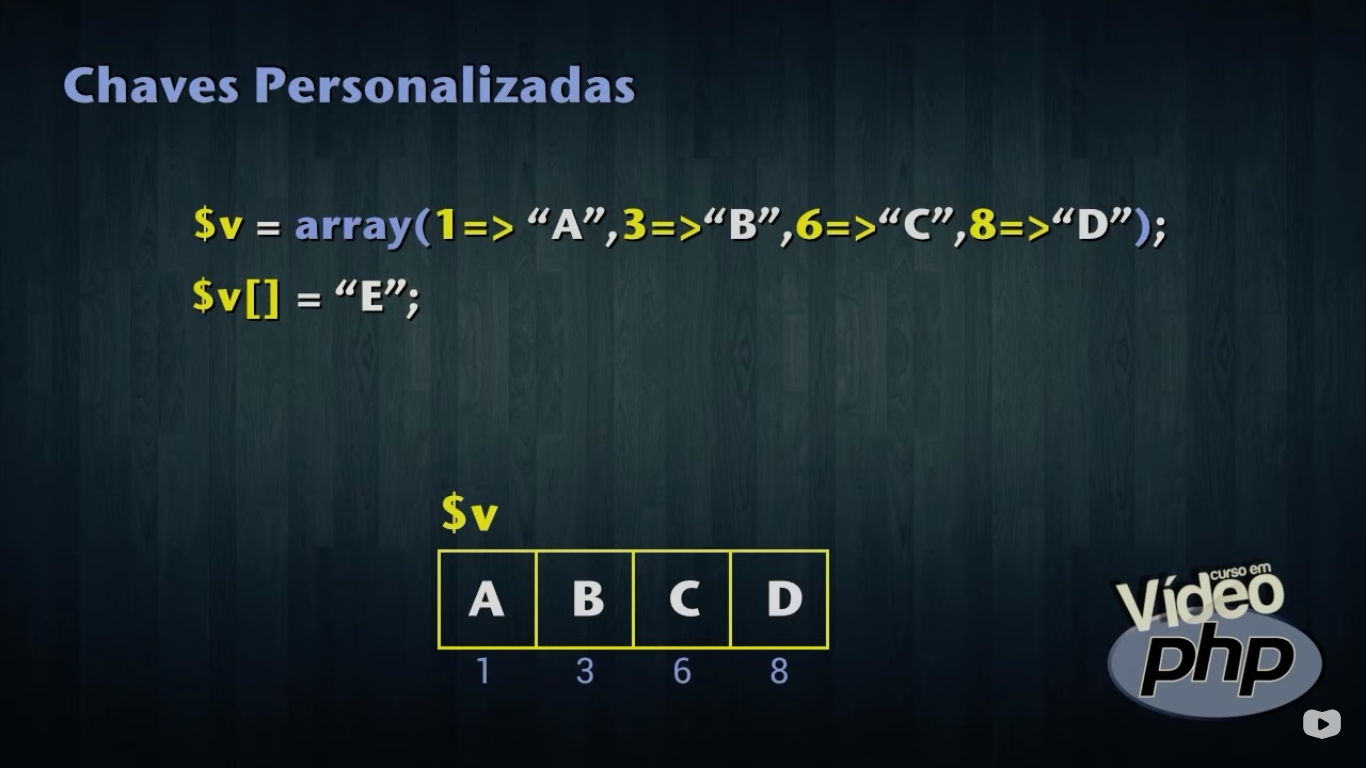 Chaves Personalizadas
$v = array(1=> “A”,3=>“B”,6=>“C”,8=>“D”);
$v[] = “E”;
$v
A B C D
1 3 6 8
curso em
Vídeo
php